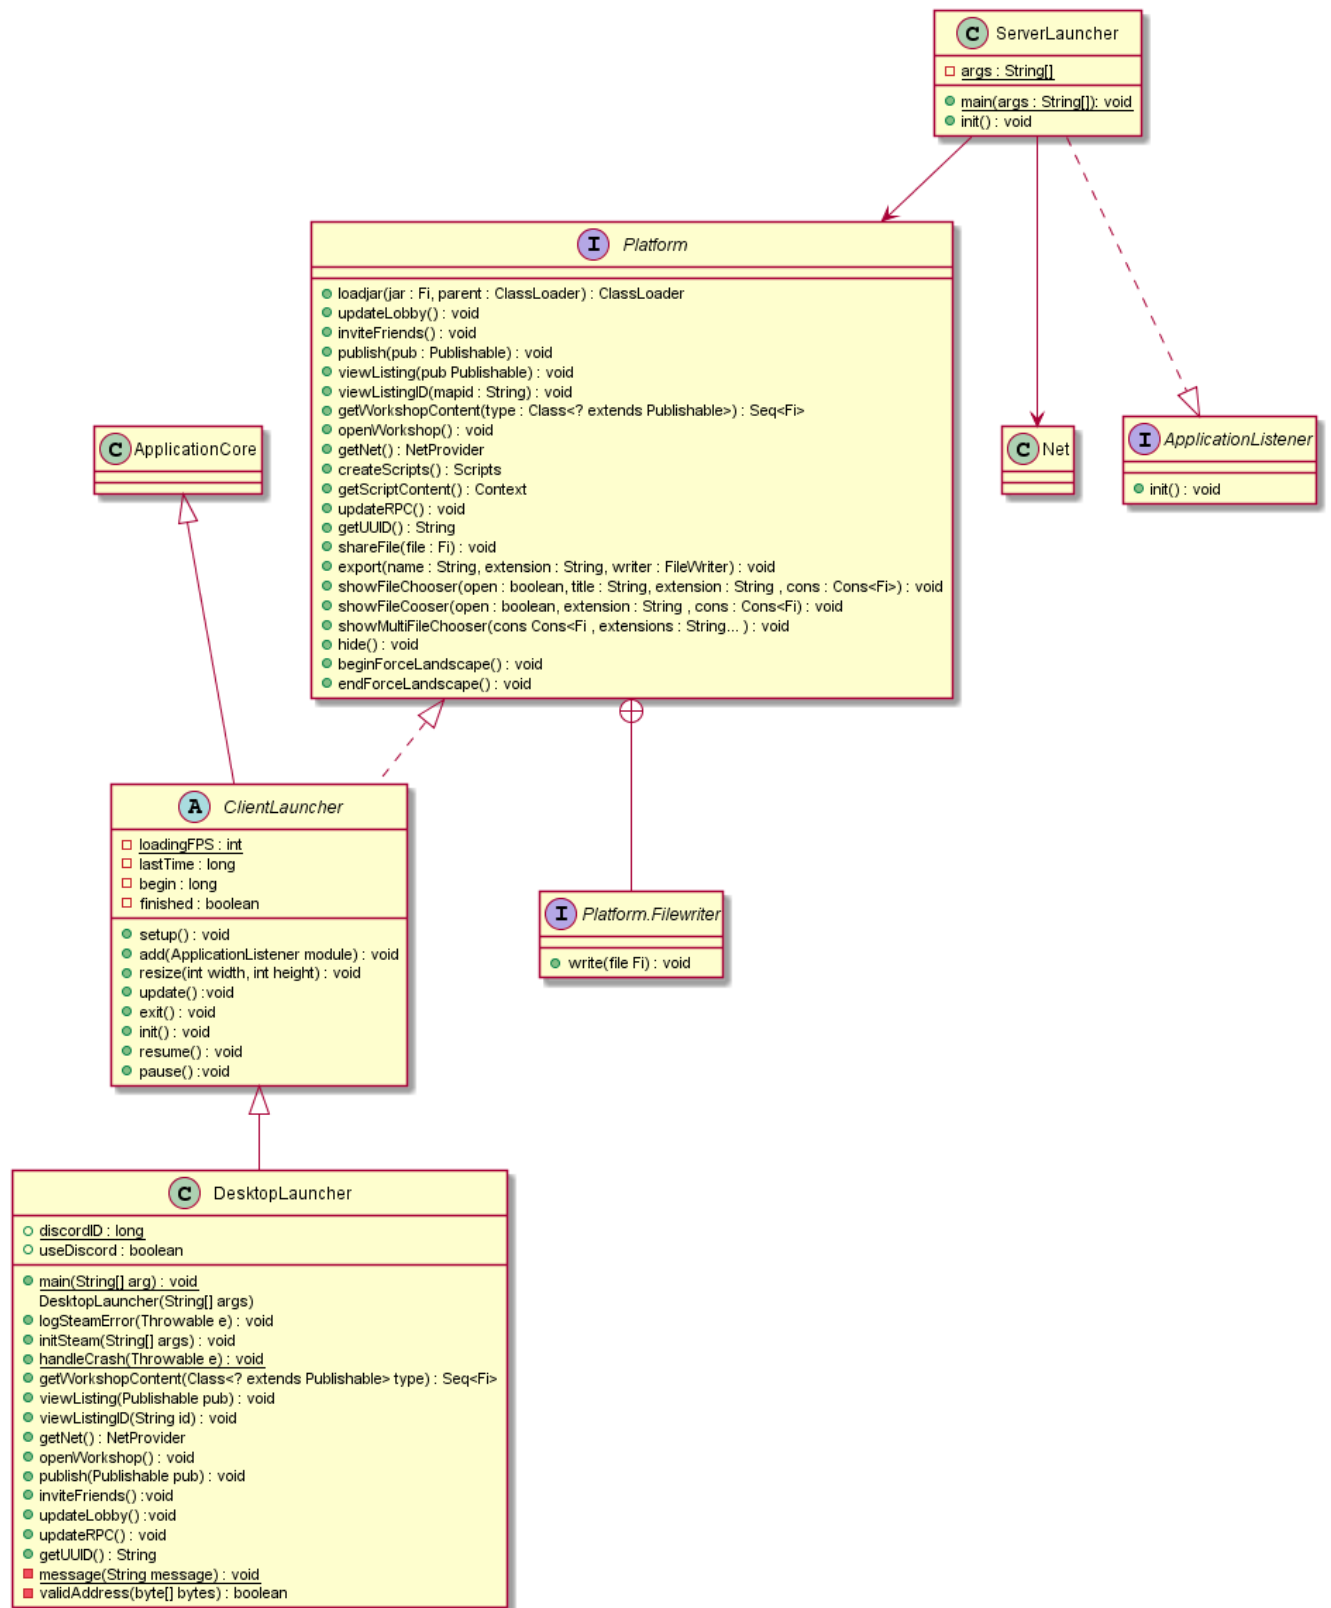 C ServerLauncher
args : String[]
main(args : String[]): void
init() : void
I Platform
loadjar(jar : Fi, parent : ClassLoader) : ClassLoader
updateLobby() : void
inviteFriends() : void
publish(pub : Publishable) : void
viewListing(pub Publishable) : void
viewListingID(mapid : String) : void
getWorkshopContent(type : Class<? extends Publishable>) : Seq<Fi>
openWorkshop() : void
getNet() : NetProvider
createScripts() : Scripts
getScriptContent() : Context
updateRPC() : void
getUUID() : String
shareFile(file : Fi) : void
export(name : String, extension : String, writer : FileWriter) : void
showFileChooser(open : boolean, title : String, extension : String , cons : Cons<Fi>) : void
showFileCooser(open : boolean, extension : String , cons : Cons<Fi) : void
showMultiFileChooser(cons Cons<Fi , extensions : String... ) : void
hide() : void
beginForceLandscape() : void
endForceLandscape() : void
C ApplicationCore
C Net
I ApplicationListener
init() : void
A ClientLauncher
loadingFPS : int
lastTime : long
begin : long
finished : boolean
setup() : void
add(ApplicationListener module) : void
resize(int width, int height) : void
update() :void
exit() : void
init() : void
resume() : void
pause() :void
I Platform.Filewriter
write(file Fi) : void
C DesktopLauncher
discordID : long
useDiscord : boolean
main(String[] arg) : void
DesktopLauncher(String[] args)
logSteamError(Throwable e) : void
initSteam(String[] args) : void
handleCrash(Throwable e) : void
getWorkshopContent(Class<? extends Publishable> type) : Seq<Fi>
viewListing(Publishable pub) : void
viewListingID(String id) : void
getNet() : NetProvider
openWorkshop() : void
publish(Publishable pub) : void
inviteFriends() :void
updateLobby() :void
updateRPC() : void
getUUID() : String
message(String message) : void
validAddress(byte[] bytes) : boolean